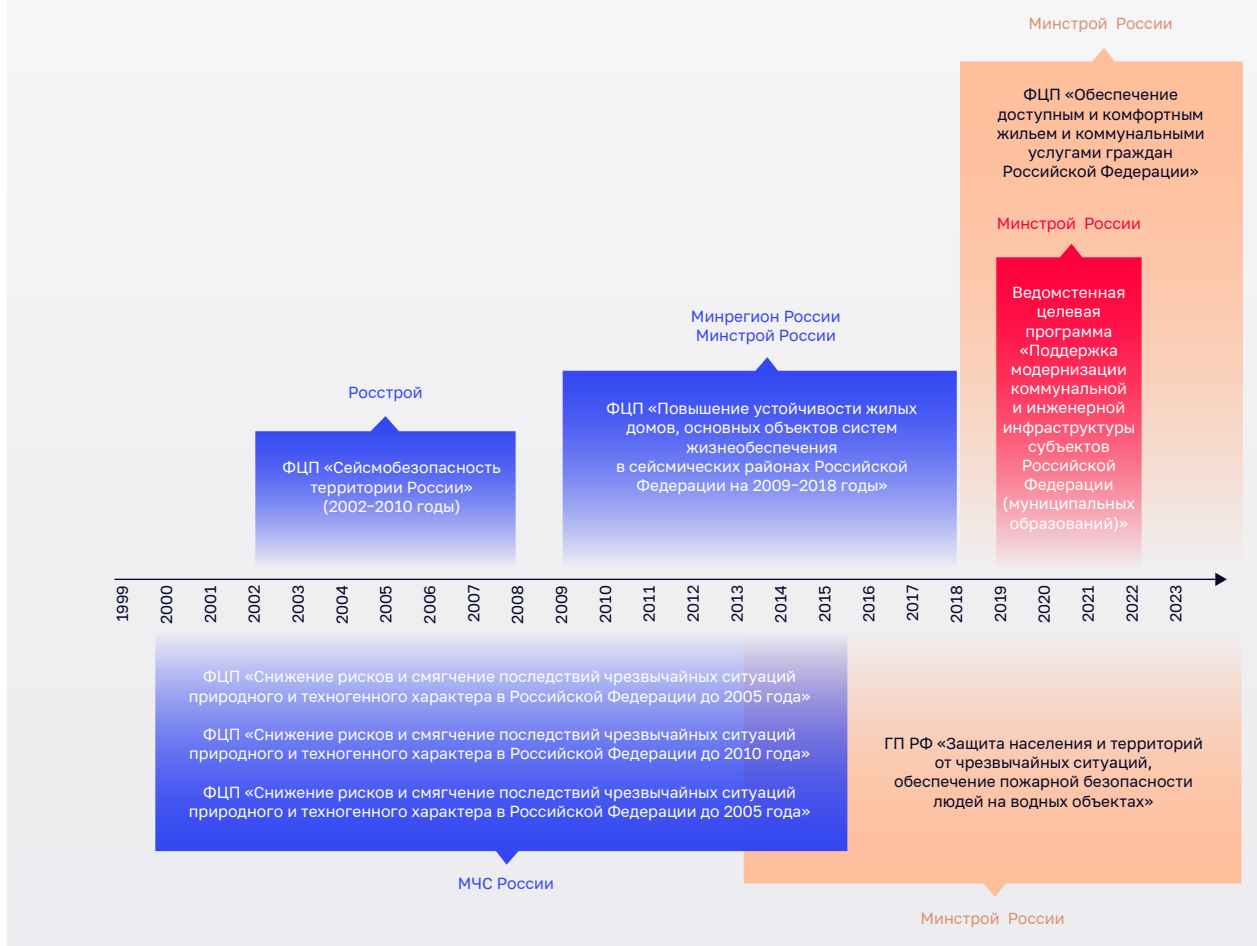 Минстрой России
ФЦП «Обеспечение
доступным и комфортным
жильем и коммунальными
услугами граждан
Российской Федерации»
Минстрой России
Ведомстенная
целевая
программа
«Поддержка
модернизации
коммунальной
и инженерной
инфраструктуры
субъектов
Российской
Федерации
(муниципальных
образований)»
Минрегион России
Минстрой России
ФЦП «Повышение устойчивости жилых
домов, основных объектов систем
жизнеобеспечения
в сейсмических районах Российской
Федерации на 2009–2018 годы»
Росстрой
ФЦП «Сейсмобезопасность
территории России»
(2002–2010 годы)
1999
2000
2001
2002
2003
2004
2005
2006
2007
2008
2009
2010
2011
2012
2013
2014
2015
2016
2017
2018
2019
2020
2021
2022
2023
ФЦП «Снижение рисков и смягчение последствий чрезвычайных ситуаций
природного и техногенного характера в Российской Федерации до 2005 года»
ФЦП «Снижение рисков и смягчение последствий чрезвычайных ситуаций
природного и техногенного характера в Российской Федерации до 2010 года»
ФЦП «Снижение рисков и смягчение последствий чрезвычайных ситуаций
природного и техногенного характера в Российской Федерации до 2005 года»
МЧС России
ГП РФ «Защита населения и территорий
от чрезвычайных ситуаций,
обеспечение пожарной безопасности
людей на водных объектах»
Минстрой России